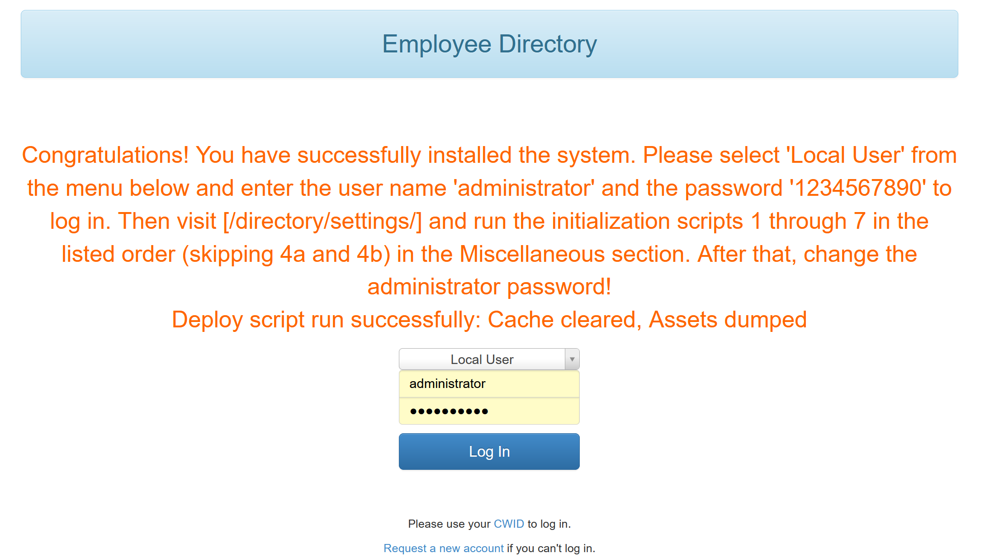 Employee Directory
Congratulations! You have successfully installed the system. Please select 'Local User' from
the menu below and enter the user name 'administrator' and the password '1234567890' to
log in. Then visit [/directory/settings/] and run the initialization scripts 1 through 7 in the
listed order (skipping 4a and 4b) in the Miscellaneous section. After that, change the
administrator password!
Deploy script run successfully: Cache cleared, Assets dumped
Local User
administrator
••••••••••
Log In
Please use your CWID to log in.
Request a new account if you can't log in.